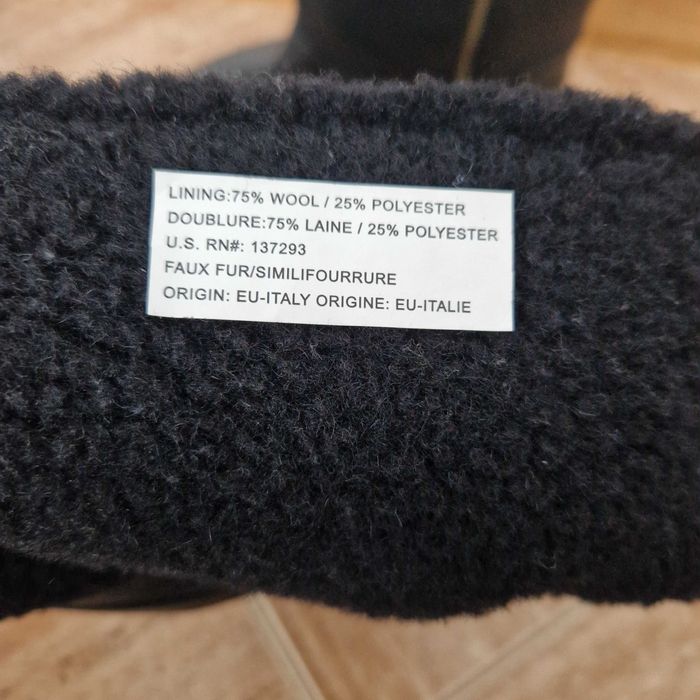 LINING:75% WOOL / 25% POLYESTER
DOUBLURE:75% LAINE / 25% POLYESTER
U.S. RN#: 137293
FAUX FUR/SIMILIFOURRURE
ORIGIN: EU-ITALY ORIGINE: EU-ITALIE